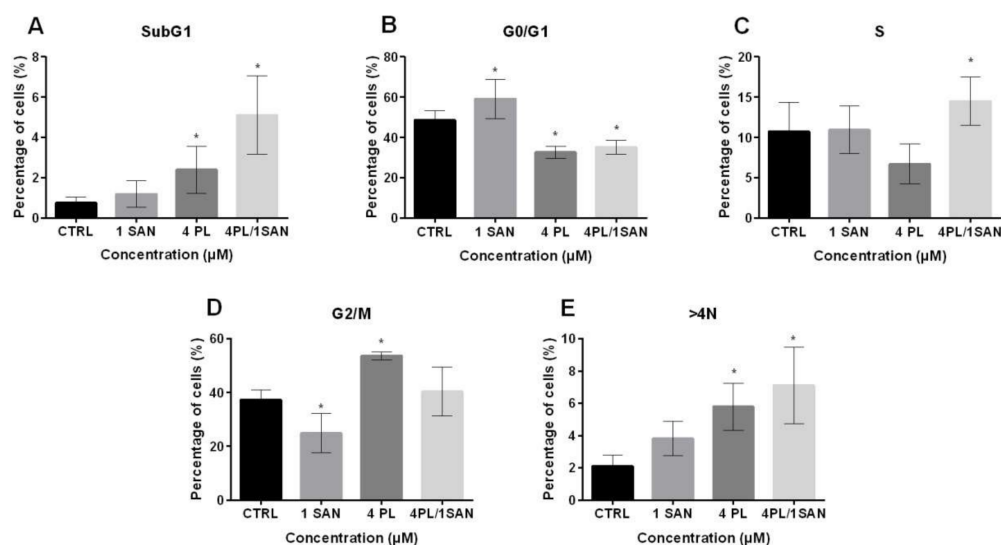 A
SubG1
Percentage of cells (%)
8
6
4
2
0
CTRL 1 SAN 4 PL 4PL/1SAN
Concentration (µM)
B
G0/G1
Percentage of cells (%)
80
60
40
20
0
CTRL 1 SAN 4 PL 4PL/1SAN
Concentration (µM)
C
S
Percentage of cells (%)
20
15
10
5
0
CTRL 1 SAN 4 PL 4PL/1SAN
Concentration (µM)
D
G2/M
Percentage of cells (%)
60
40
20
0
CTRL 1 SAN 4 PL 4PL/1SAN
Concentration (µM)
E
>4N
Percentage of cells (%)
10
8
6
4
2
0
CTRL 1 SAN 4 PL 4PL/1SAN
Concentration (µM)